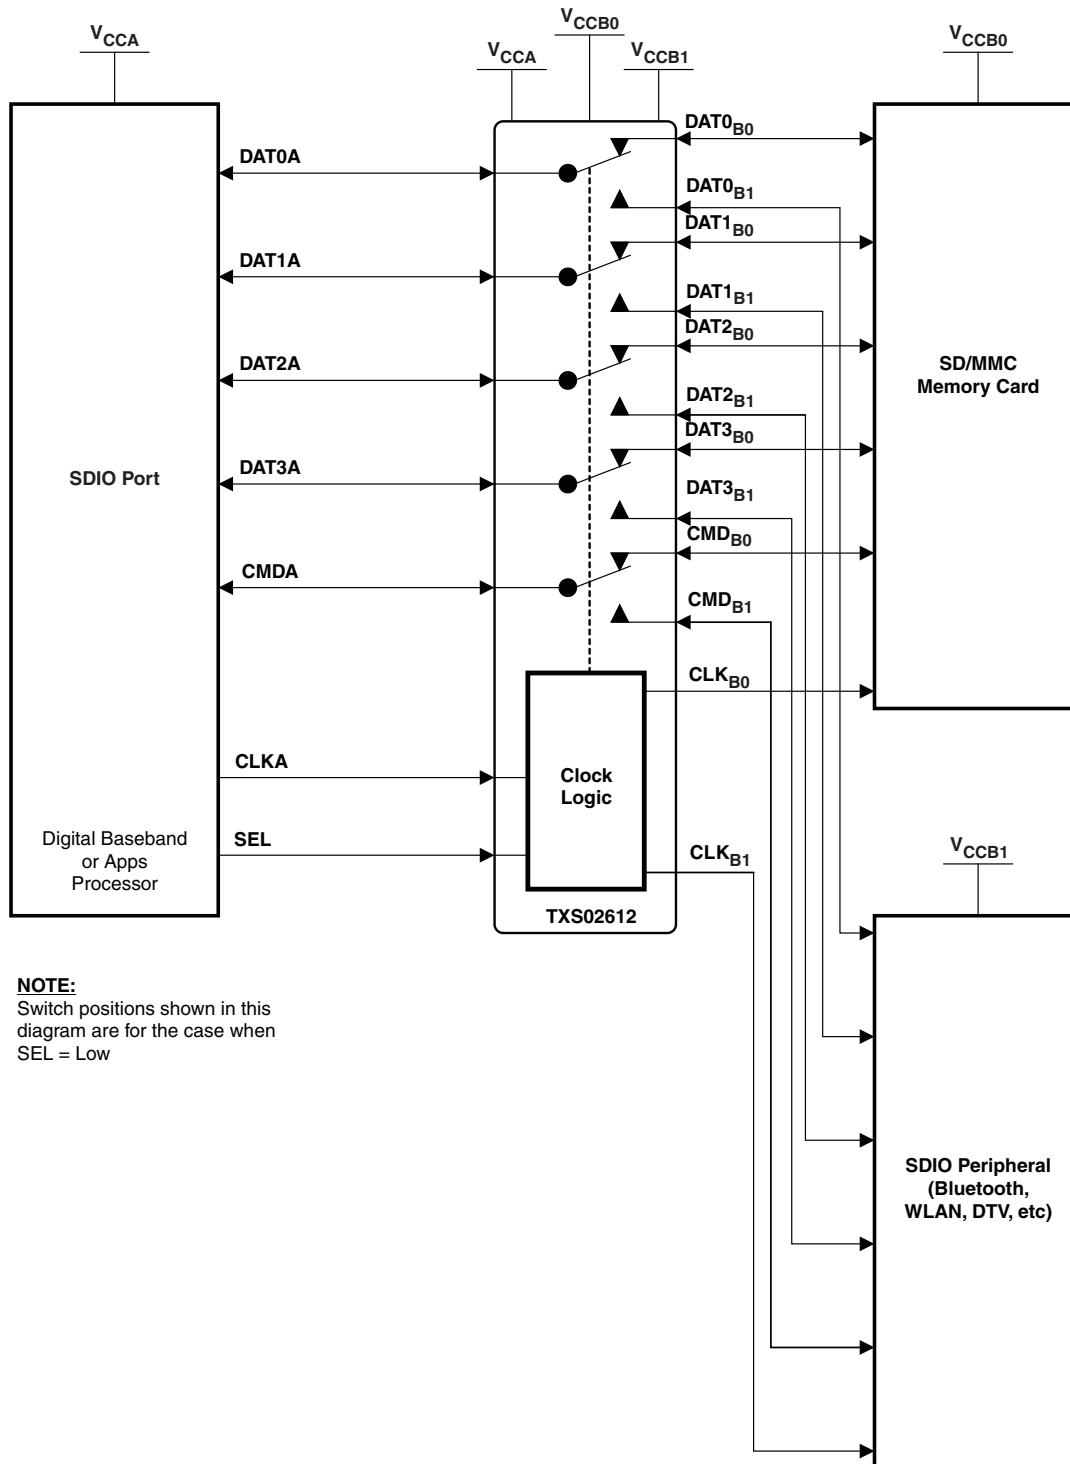 VCCA
VCCB0
VCCA
VCCB1
VCCB0
DAT0A
DAT0B0
DAT0B1
DAT1A
DAT1B0
DAT1B1
DAT2A
DAT2B0
DAT2B1
DAT3A
DAT3B0
DAT3B1
CMDA
CMDB0
CMDB1
SDIO Port
SD/MMC
Memory Card
CLKB0
CLKA
Clock
Logic
SEL
CLKB1
Digital Baseband
or Apps
Processor
TXS02612
VCCB1
NOTE:
Switch positions shown in this
diagram are for the case when
SEL = Low
SDIO Peripheral
(Bluetooth,
WLAN, DTV, etc)